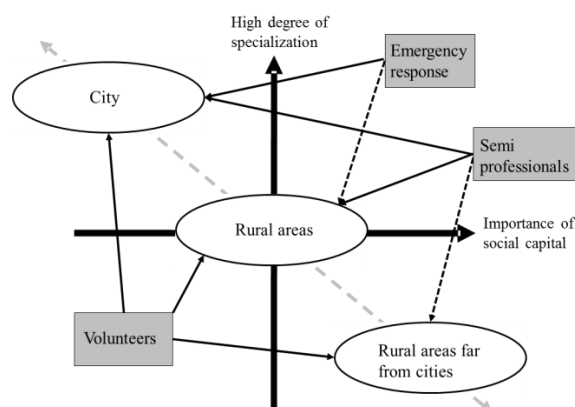 High degree of
specialization
Emergency
response
City
Semi
professionals
Rural areas
Importance of
social capital
Volunteers
Rural areas far
from cities